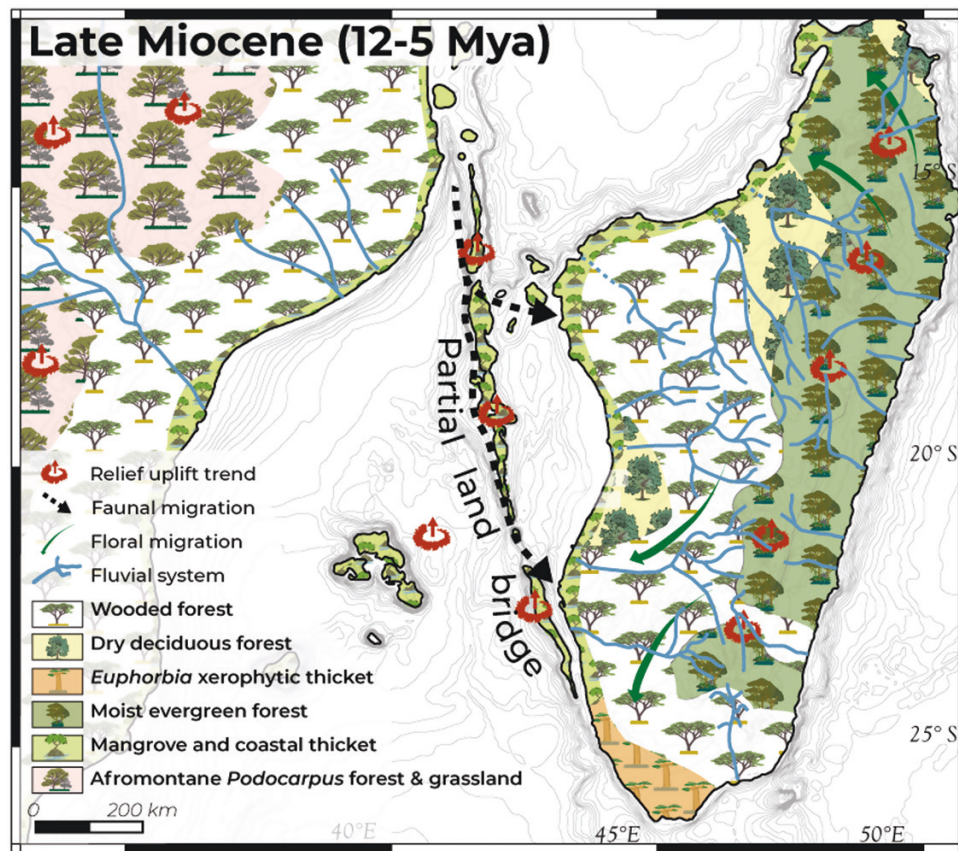 Late Miocene (12-5 Mya)
15° S
20° S
25° S
Partial land bridge
Relief uplift trend
Faunal migration
Floral migration
Fluvial system
Wooded forest
Dry deciduous forest
Euphorbia xerophytic thicket
Moist evergreen forest
Mangrove and coastal thicket
Afromontane Podocarpus forest & grassland
0 200 km
40°E
45°E
50°E